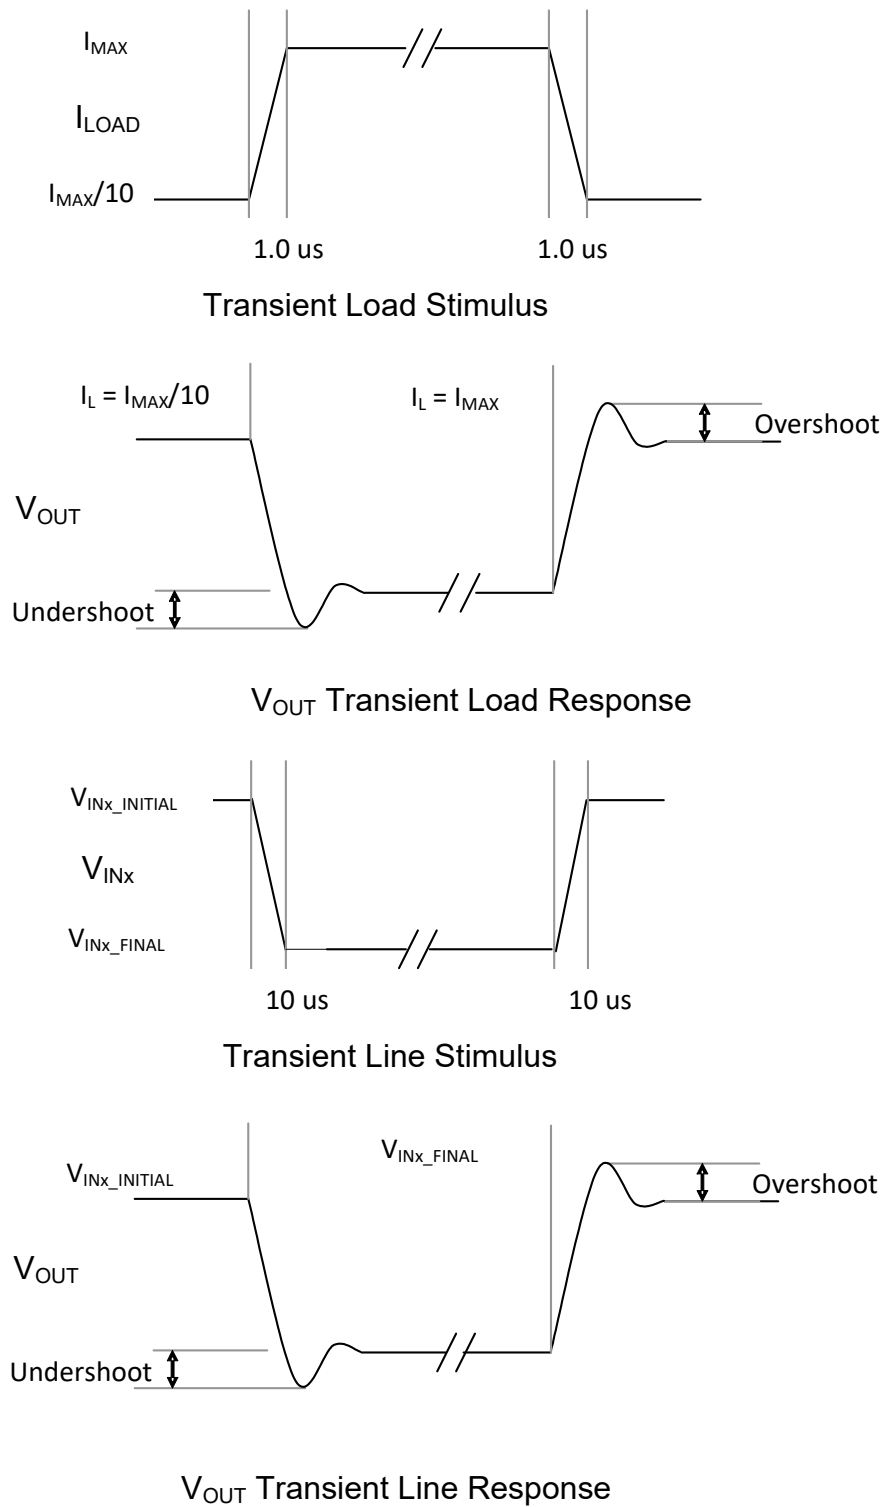 I_MAX
I_LOAD
I_MAX/10
1.0 us 1.0 us
Transient Load Stimulus
I_L = I_MAX/10 I_L = I_MAX
Overshoot
V_OUT
Undershoot
V_OUT Transient Load Response
V_INx_INITIAL
V_INx
V_INx_FINAL
10 us 10 us
Transient Line Stimulus
V_INx_FINAL
V_INx_INITIAL Overshoot
V_OUT
Undershoot
V_OUT Transient Line Response